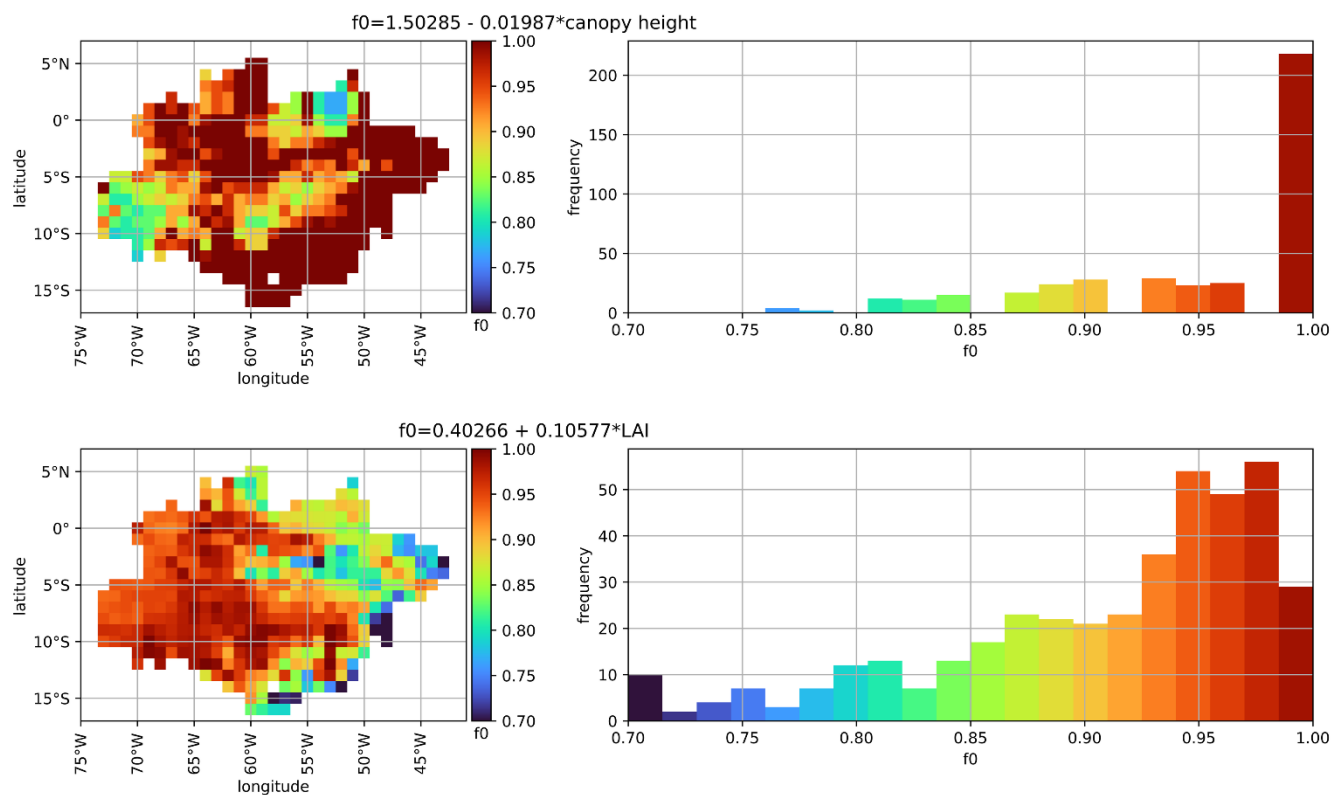 f0=1.50285 - 0.01987*canopy height
5°N
0°
5°S
10°S
15°S
latitude
75°W
70°W
65°W
60°W
55°W
50°W
45°W
longitude
1.00
0.95
0.90
0.85
0.80
0.75
0.70
f0
200
150
100
50
0
frequency
0.70
0.75
0.80
0.85
0.90
0.95
1.00
f0
f0=0.40266 + 0.10577*LAI
5°N
0°
5°S
10°S
15°S
latitude
75°W
70°W
65°W
60°W
55°W
50°W
45°W
longitude
1.00
0.95
0.90
0.85
0.80
0.75
0.70
f0
50
40
30
20
10
0
frequency
0.70
0.75
0.80
0.85
0.90
0.95
1.00
f0